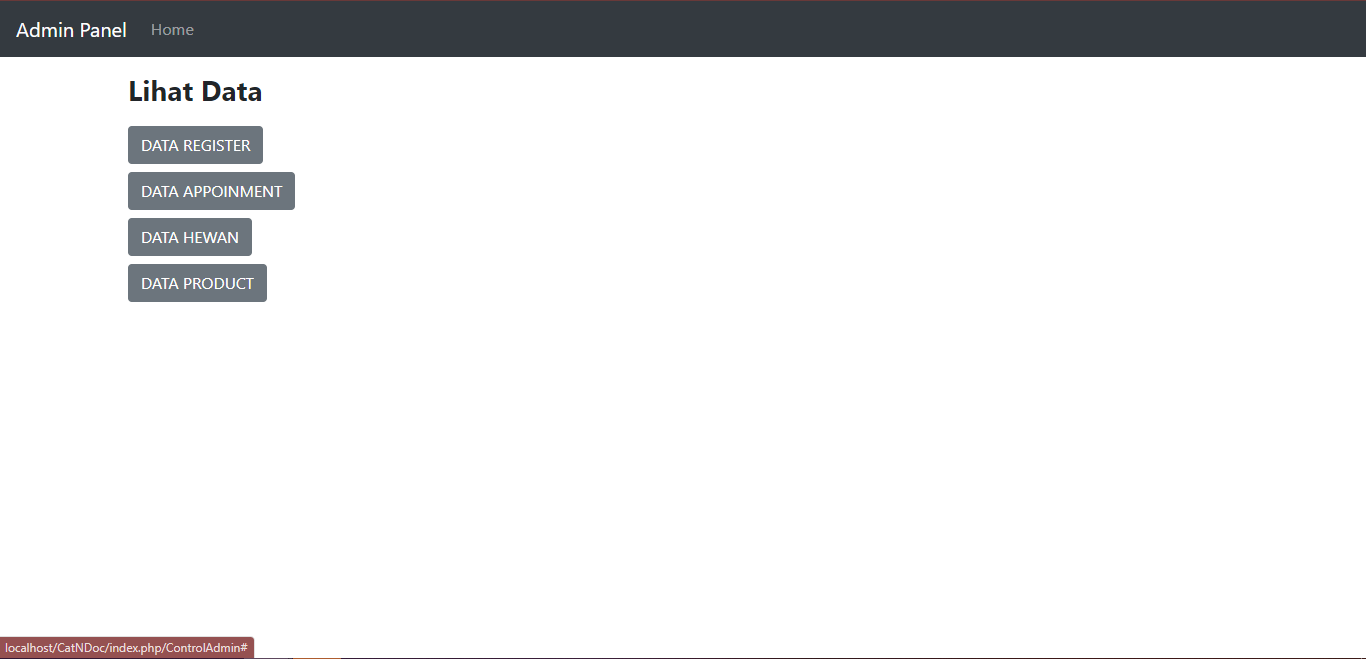 Admin Panel Home
Lihat Data
DATA REGISTER
DATA APPOINMENT
DATA HEWAN
DATA PRODUCT
localhost/CatNDoc/index.php/ControlAdmin#